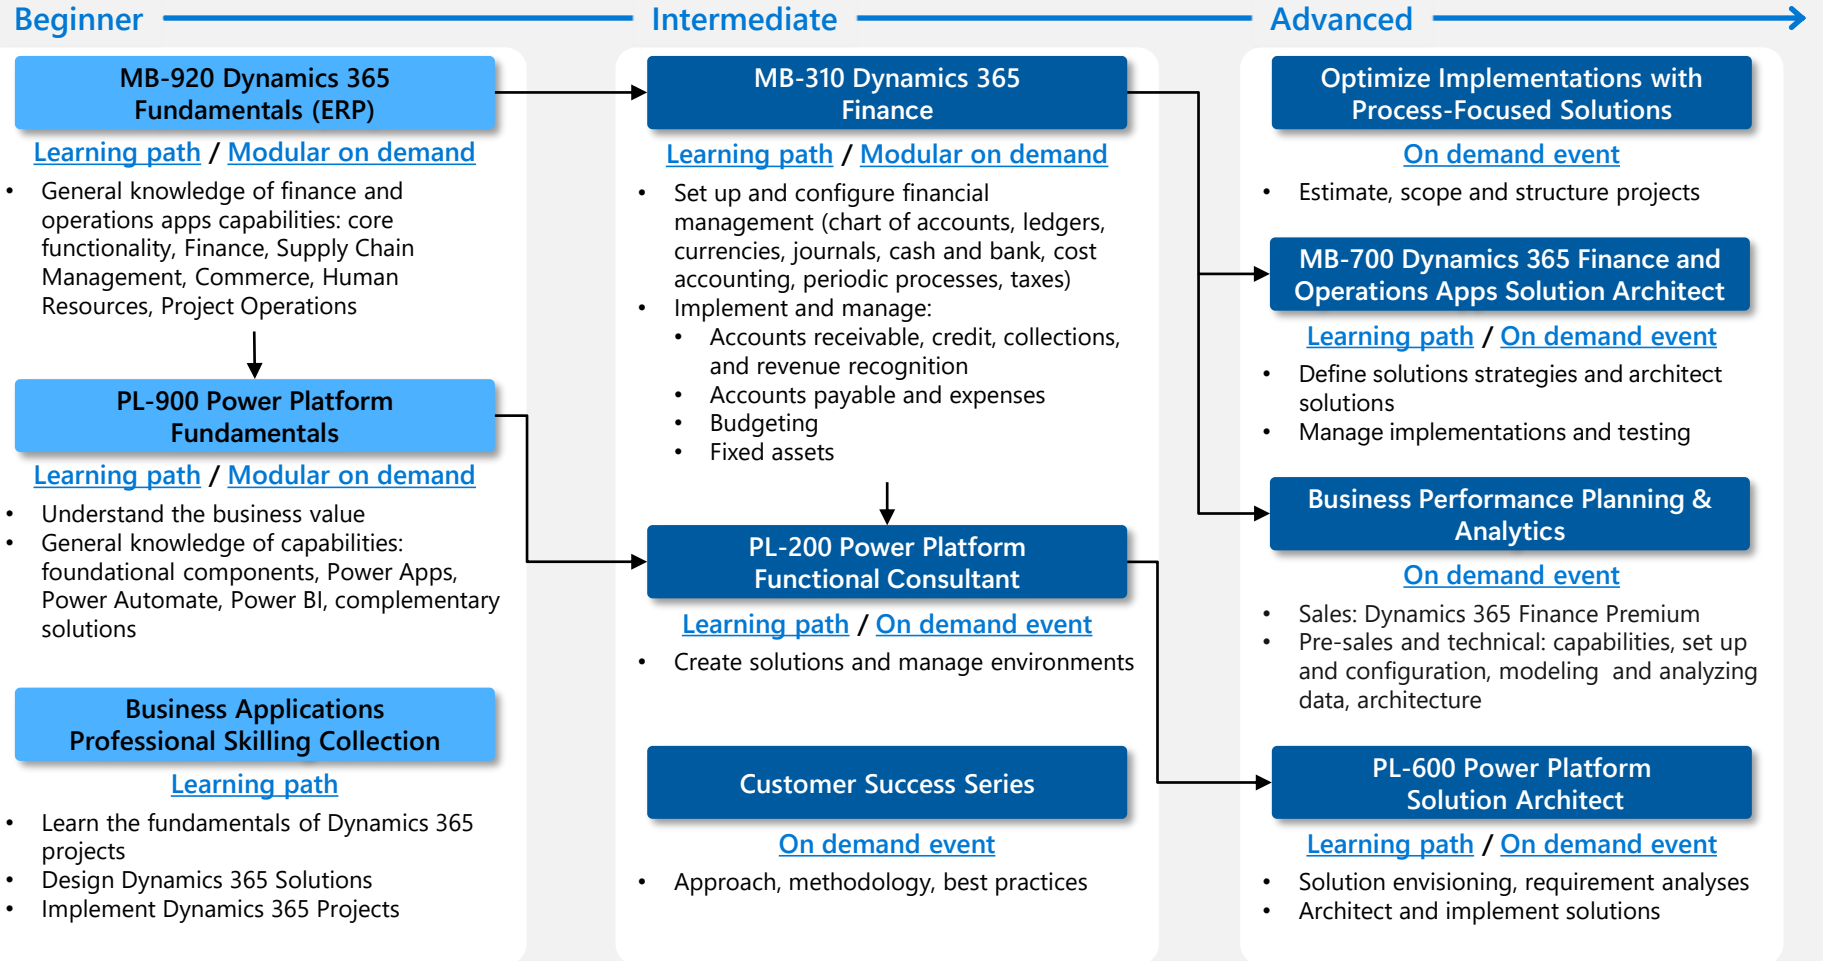 Beginner
Intermediate
Advanced
MB-920 Dynamics 365
Fundamentals (ERP)
Learning path / Modular on demand
• General knowledge of finance and
operations apps capabilities: core
functionality, Finance, Supply Chain
Management, Commerce, Human
Resources, Project Operations
PL-900 Power Platform
Fundamentals
Learning path / Modular on demand
• Understand the business value
• General knowledge of capabilities:
foundational components, Power Apps,
Power Automate, Power BI, complementary
solutions
Business Applications
Professional Skilling Collection
Learning path
• Learn the fundamentals of Dynamics 365
projects
• Design Dynamics 365 Solutions
• Implement Dynamics 365 Projects
MB-310 Dynamics 365
Finance
Learning path / Modular on demand
• Set up and configure financial
management (chart of accounts, ledgers,
currencies, journals, cash and bank, cost
accounting, periodic processes, taxes)
• Implement and manage:
• Accounts receivable, credit, collections,
and revenue recognition
• Accounts payable and expenses
• Budgeting
• Fixed assets
PL-200 Power Platform
Functional Consultant
Learning path / On demand event
• Create solutions and manage environments
Customer Success Series
On demand event
• Approach, methodology, best practices
Optimize Implementations with
Process-Focused Solutions
On demand event
• Estimate, scope and structure projects
MB-700 Dynamics 365 Finance and
Operations Apps Solution Architect
Learning path / On demand event
• Define solutions strategies and architect
solutions
• Manage implementations and testing
Business Performance Planning &
Analytics
On demand event
• Sales: Dynamics 365 Finance Premium
• Pre-sales and technical: capabilities, set up
and configuration, modeling and analyzing
data, architecture
PL-600 Power Platform
Solution Architect
Learning path / On demand event
• Solution envisioning, requirement analyses
• Architect and implement solutions